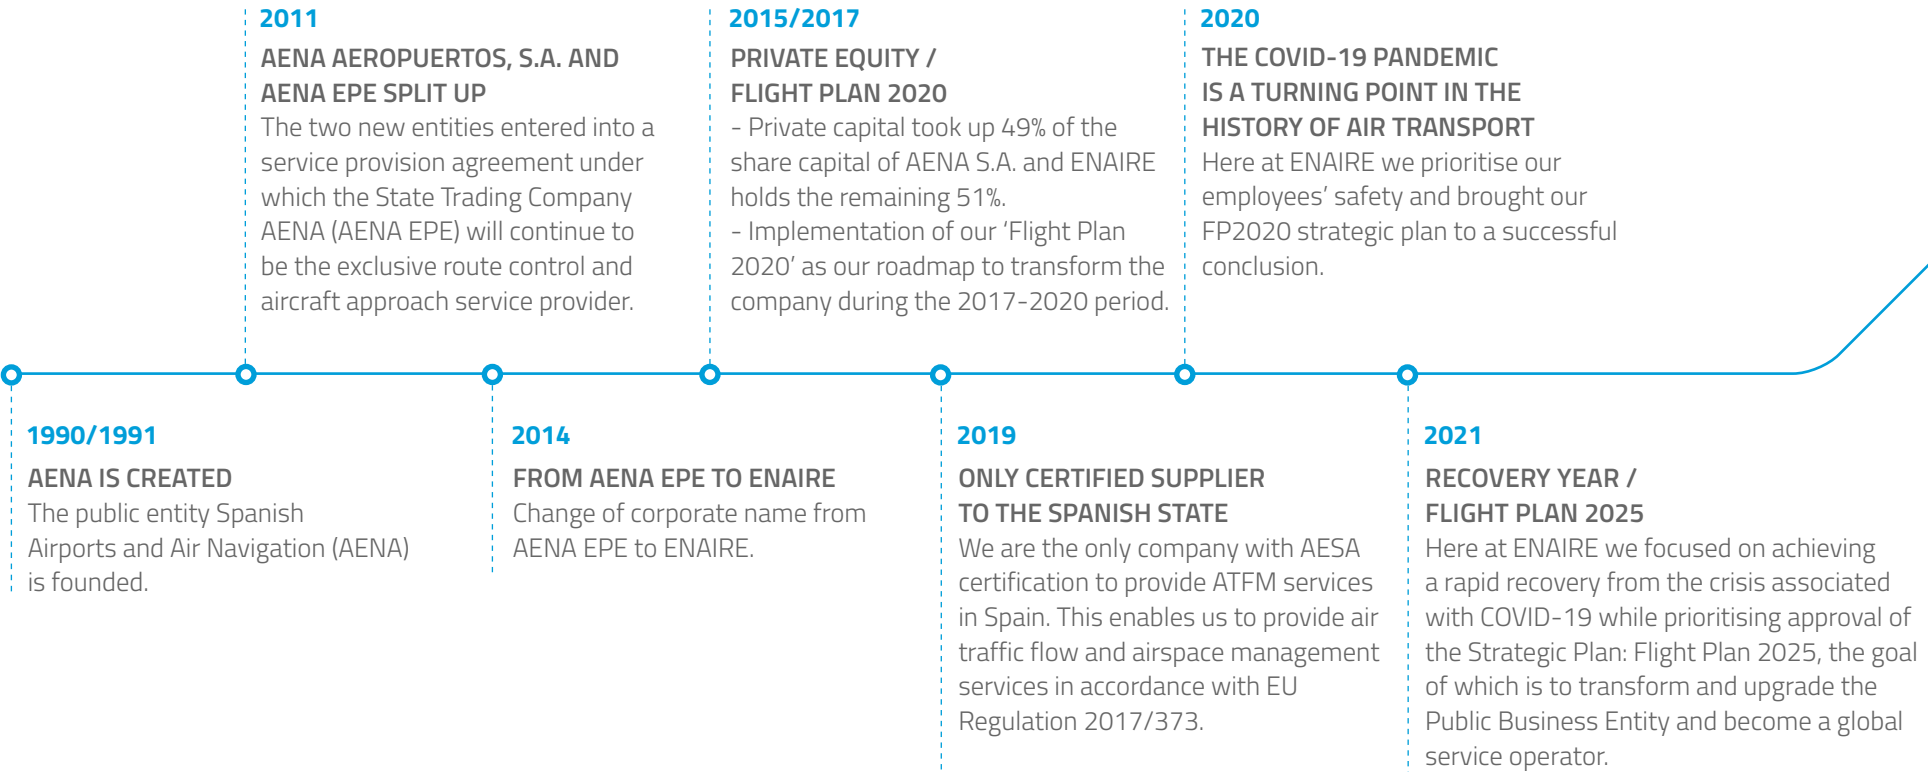 2011
AENA AEROPUERTOS, S.A. AND
AENA EPE SPLIT UP
The two new entities entered into a
service provision agreement under
which the State Trading Company
AENA (AENA EPE) will continue to
be the exclusive route control and
aircraft approach service provider.
2015/2017
PRIVATE EQUITY /
FLIGHT PLAN 2020
- Private capital took up 49% of the
share capital of AENA S.A. and ENAIRE
holds the remaining 51%.
- Implementation of our ‘Flight Plan
2020’ as our roadmap to transform the
company during the 2017-2020 period.
2020
THE COVID-19 PANDEMIC
IS A TURNING POINT IN THE
HISTORY OF AIR TRANSPORT
Here at ENAIRE we prioritise our
employees’ safety and brought our
FP2020 strategic plan to a successful
conclusion.
1990/1991
AENA IS CREATED
The public entity Spanish
Airports and Air Navigation (AENA)
is founded.
2014
FROM AENA EPE TO ENAIRE
Change of corporate name from
AENA EPE to ENAIRE.
2019
ONLY CERTIFIED SUPPLIER
TO THE SPANISH STATE
We are the only company with AESA
certification to provide ATFM services
in Spain. This enables us to provide air
traffic flow and airspace management
services in accordance with EU
Regulation 2017/373.
2021
RECOVERY YEAR /
FLIGHT PLAN 2025
Here at ENAIRE we focused on achieving
a rapid recovery from the crisis associated
with COVID-19 while prioritising approval of
the Strategic Plan: Flight Plan 2025, the goal
of which is to transform and upgrade the
Public Business Entity and become a global
service operator.